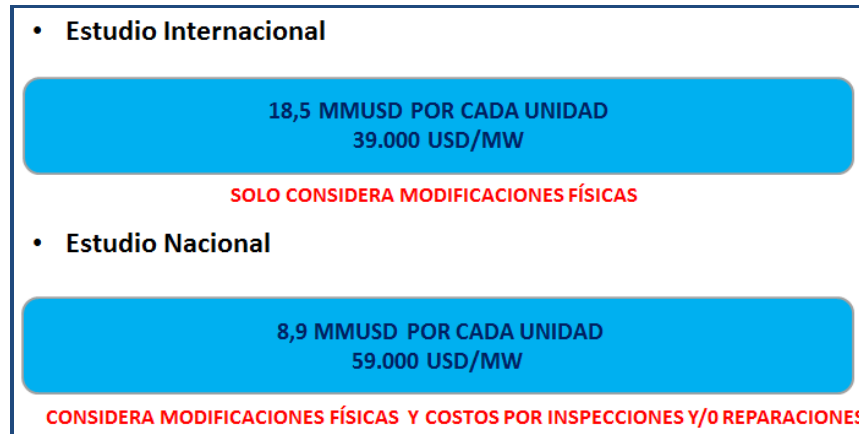 • Estudio Internacional
18,5 MMUSD POR CADA UNIDAD
39.000 USD/MW
SOLO CONSIDERA MODIFICACIONES FÍSICAS
• Estudio Nacional
8,9 MMUSD POR CADA UNIDAD
59.000 USD/MW
CONSIDERA MODIFICACIONES FÍSICAS Y COSTOS POR INSPECCIONES Y/0 REPARACIONES